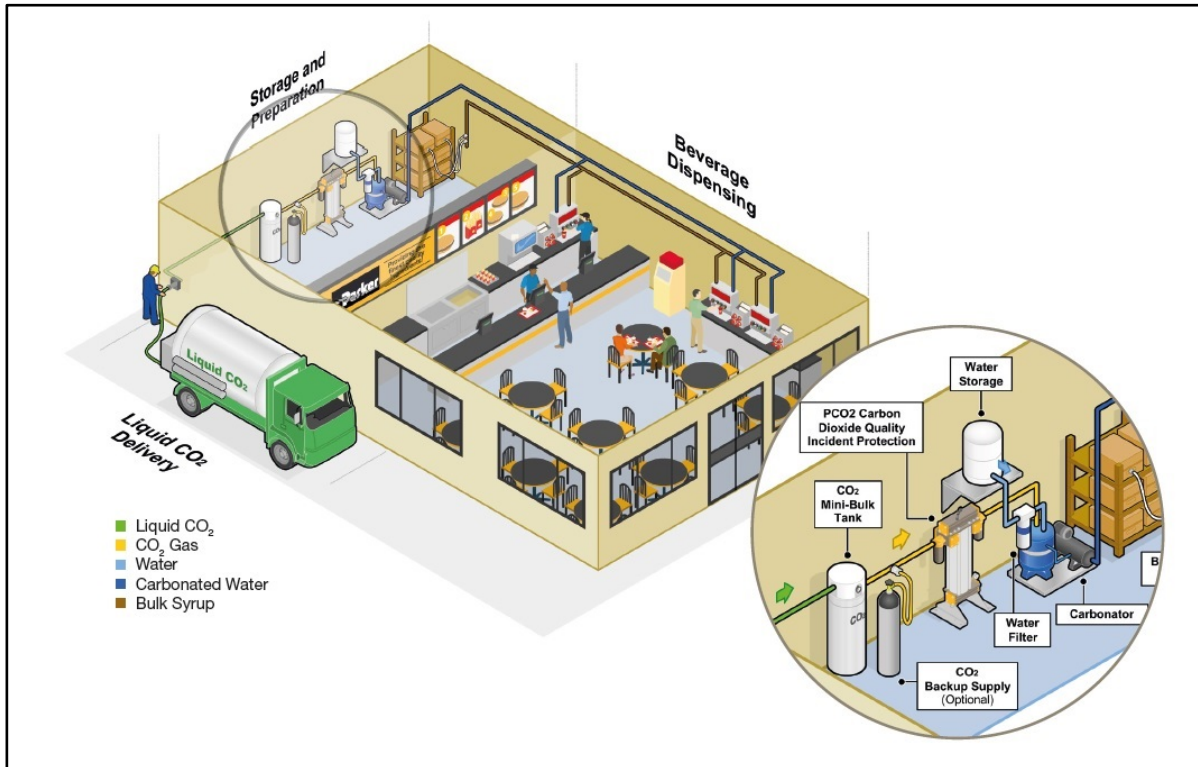 Storage and
Preparation
Beverage
Dispensing
Parker
Liquid CO₂
Liquid CO₂
Delivery
Liquid CO₂
CO₂ Gas
Water
Carbonated Water
Bulk Syrup
Water
Storage
PCO2 Carbon
Dioxide Quality
Incident Protection
CO₂
Mini-Bulk
Tank
CO₂
Water
Filter
Carbonator
B
CO₂
Backup Supply
(Optional)